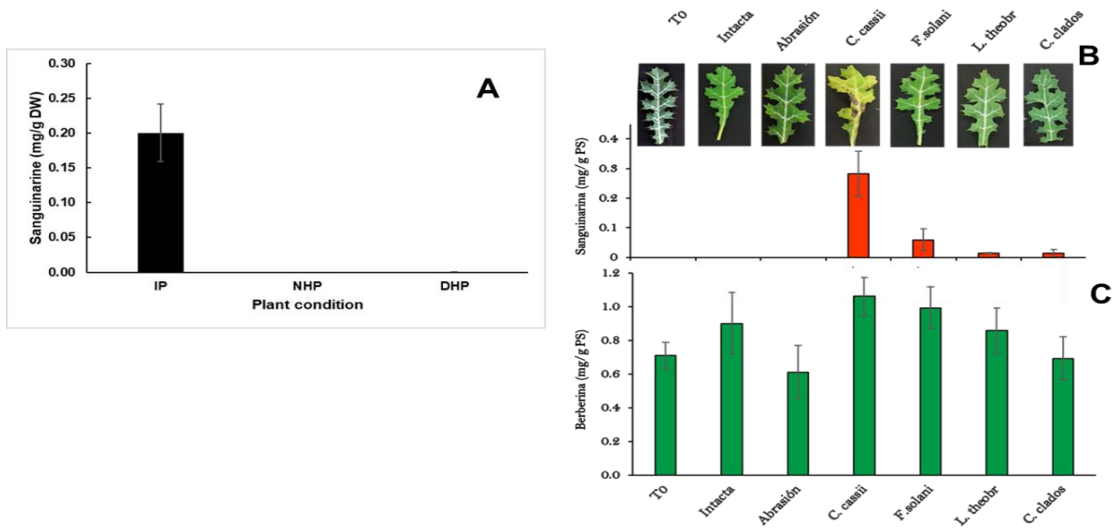 A
0.30
0.25
0.20
0.15
0.10
0.05
0.00
Sanguinarine (mg/g DW)
IP NHP DHP
Plant condition
To Intacta Abrasión C. cassii F.solani L. theobr C. clados
B
0.4
0.3
0.2
0.1
0
Sanguinarina (mg/g PS)
C
1.2
1.0
0.8
0.6
0.4
0.2
0.0
Berberina (mg/g PS)
To Intacta Abrasión C. cassii F.solani L. theobr C. clados